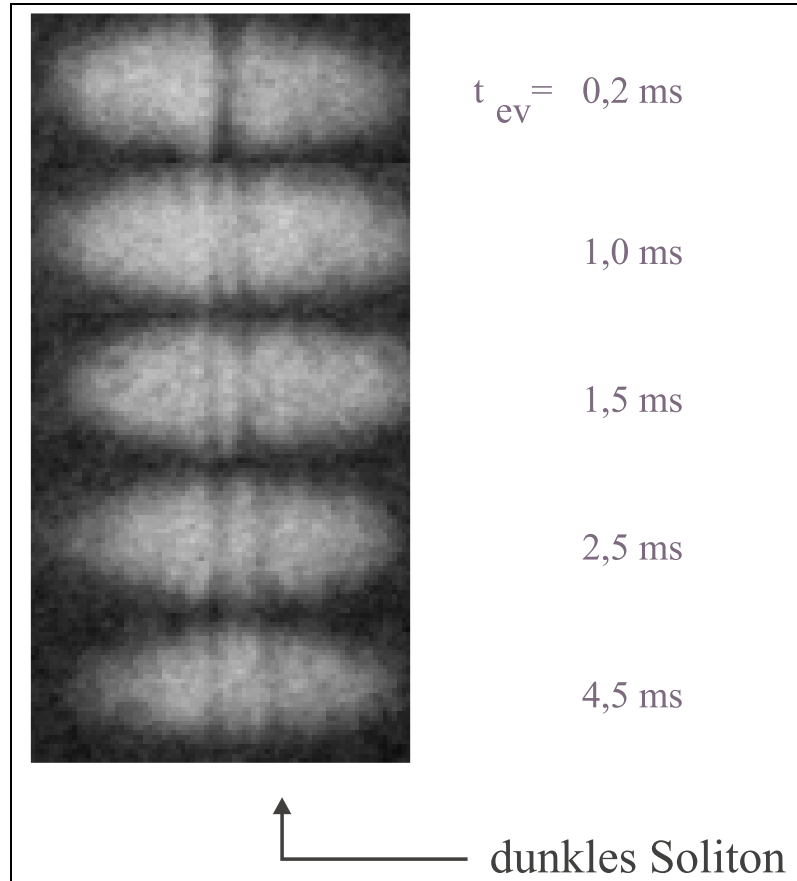 t ev = 0,2 ms
1,0 ms
1,5 ms
2,5 ms
4,5 ms
dunkles Soliton